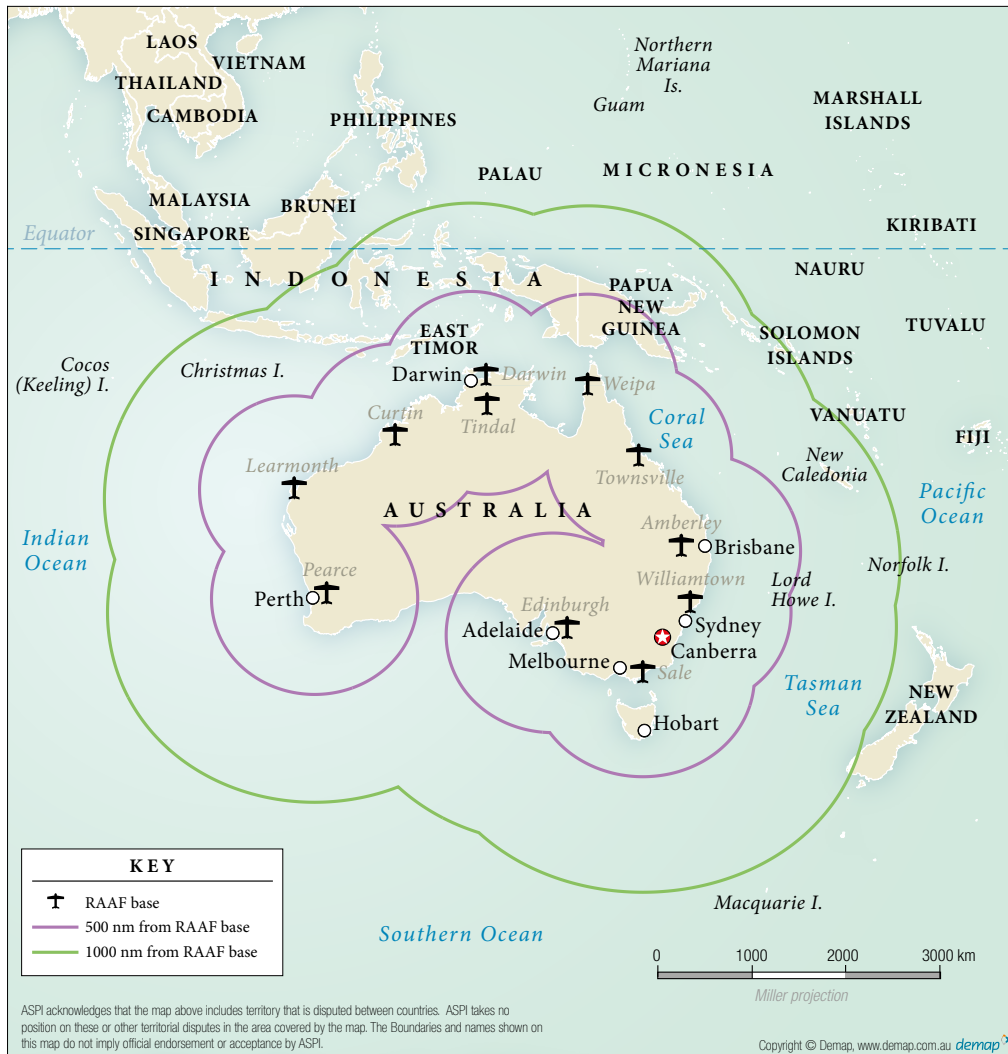 LAOS
VIETNAM
THAILAND
CAMBODIA
PHILIPPINES
Northern
Mariana
Is.
Guam
MARSHALL
ISLANDS
PALAU
MICRONESIA
MALAYSIA
BRUNEI
SINGAPORE
KIRIBATI
Equator
INDONESIA
NAURU
PAPUA
NEW
GUINEA
SOLOMON
ISLANDS
TUVALU
EAST
TIMOR
Cocos
(Keeling) I.
Christmas I.
Darwin
Darwin
Tindal
Weipa
Curtin
Coral
Sea
VANUATU
FIJI
New
Caledonia
Learmonth
Townsville
Pacific
Ocean
AUSTRALIA
Indian
Ocean
Amberley
Brisbane
Norfolk I.
Pearce
Perth
Williamtown
Lord
Howe I.
Edinburgh
Adelaide
Sydney
Canberra
Melbourne
Sale
Tasman
Sea
NEW
ZEALAND
Hobart
KEY
RAAF base
500 nm from RAAF base
1000 nm from RAAF base
Macquarie I.
Southern Ocean
0 1000 2000 3000 km
Miller projection
ASPI acknowledges that the map above includes territory that is disputed between countries. ASPI takes no
position on these or other territorial disputes in the area covered by the map. The Boundaries and names shown on
this map do not imply official endorsement or acceptance by ASPI.
Copyright © Demap, www.demap.com.au demap